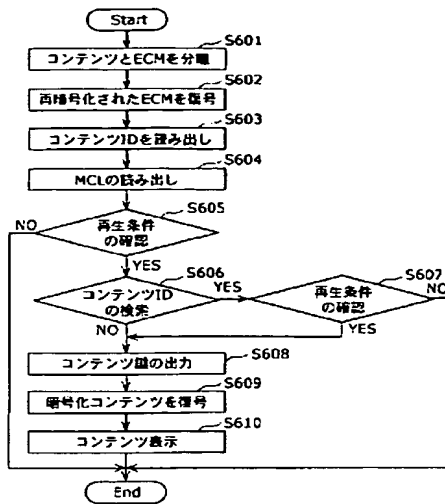 Start
S601
コンテンツとECMを分離
S602
再暗号化されたECMを復号
S603
コンテンツIDを読み出し
S604
MCLの読み出し
S605
NO
再生条件
の確認
YES
S606
コンテンツID
の検索
YES
S607
再生条件
の確認
NO
NO
YES
S608
コンテンツ鍵の出力
S609
暗号化コンテンツを復号
S610
コンテンツ表示
End